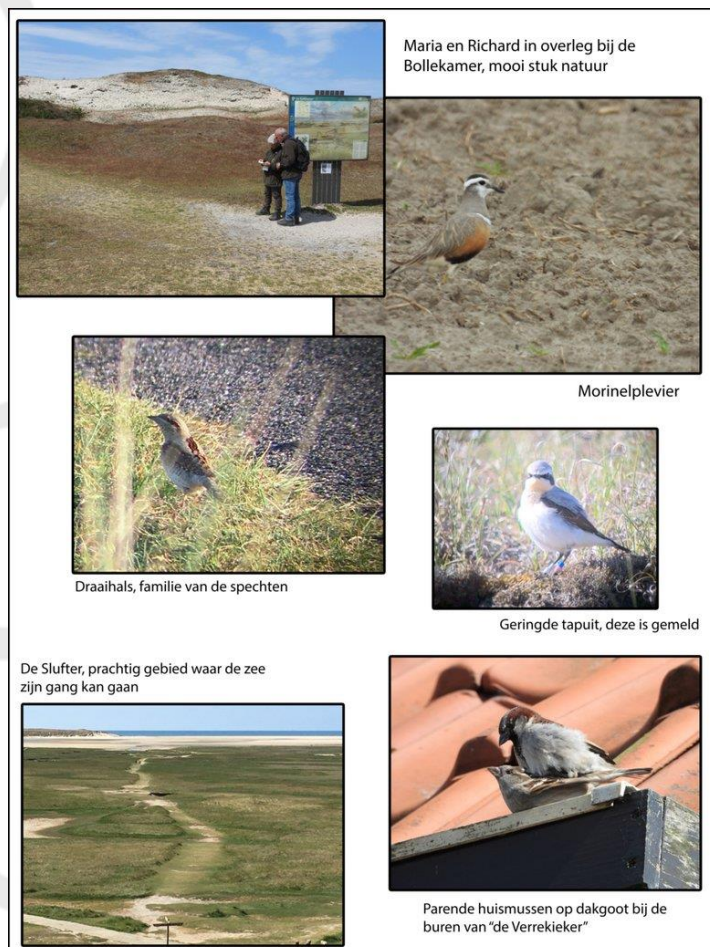 Maria en Richard in overleg bij de
Bollekamer, mooi stuk natuur
Morinelplevier
Draaihals, familie van de spechten
Geringde tapuit, deze is gemeld
De Slufter, prachtig gebied waar de zee
zijn gang kan gaan
Parende huismussen op dakgoot bij de
buren van “de Verrekieker”